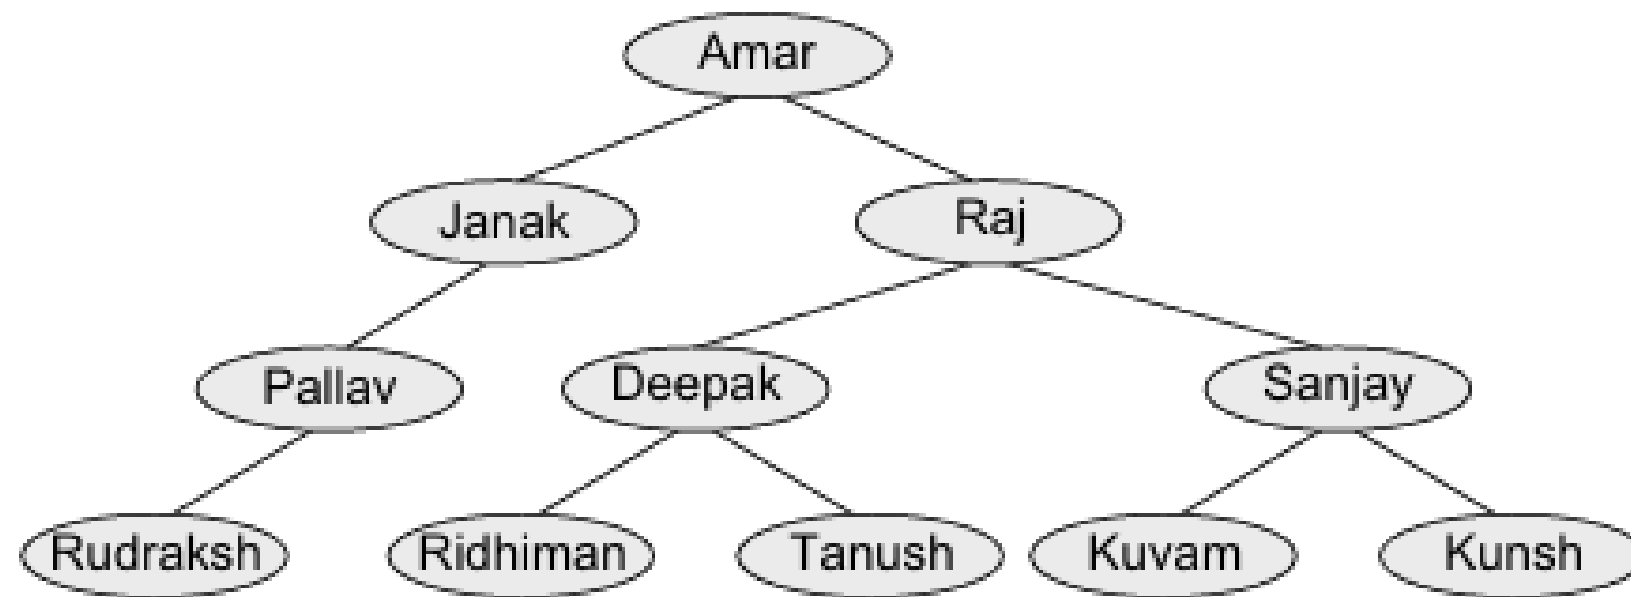 Amar
Janak
Raj
Pallav
Deepak
Sanjay
Rudraksh
Ridhiman
Tanush
Kuvam
Kunsh